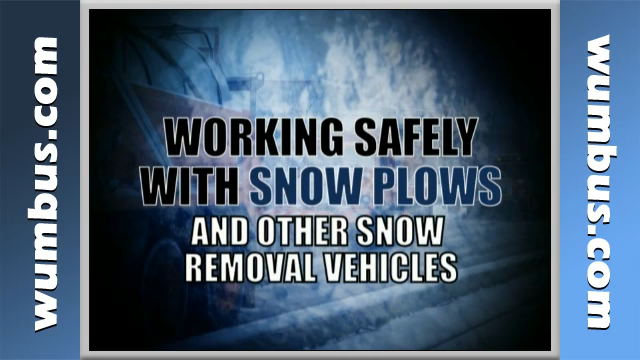 wumbus.com
WORKING SAFELY
WITH SNOW PLOWS
AND OTHER SNOW
REMOVAL VEHICLES
wumbus.com